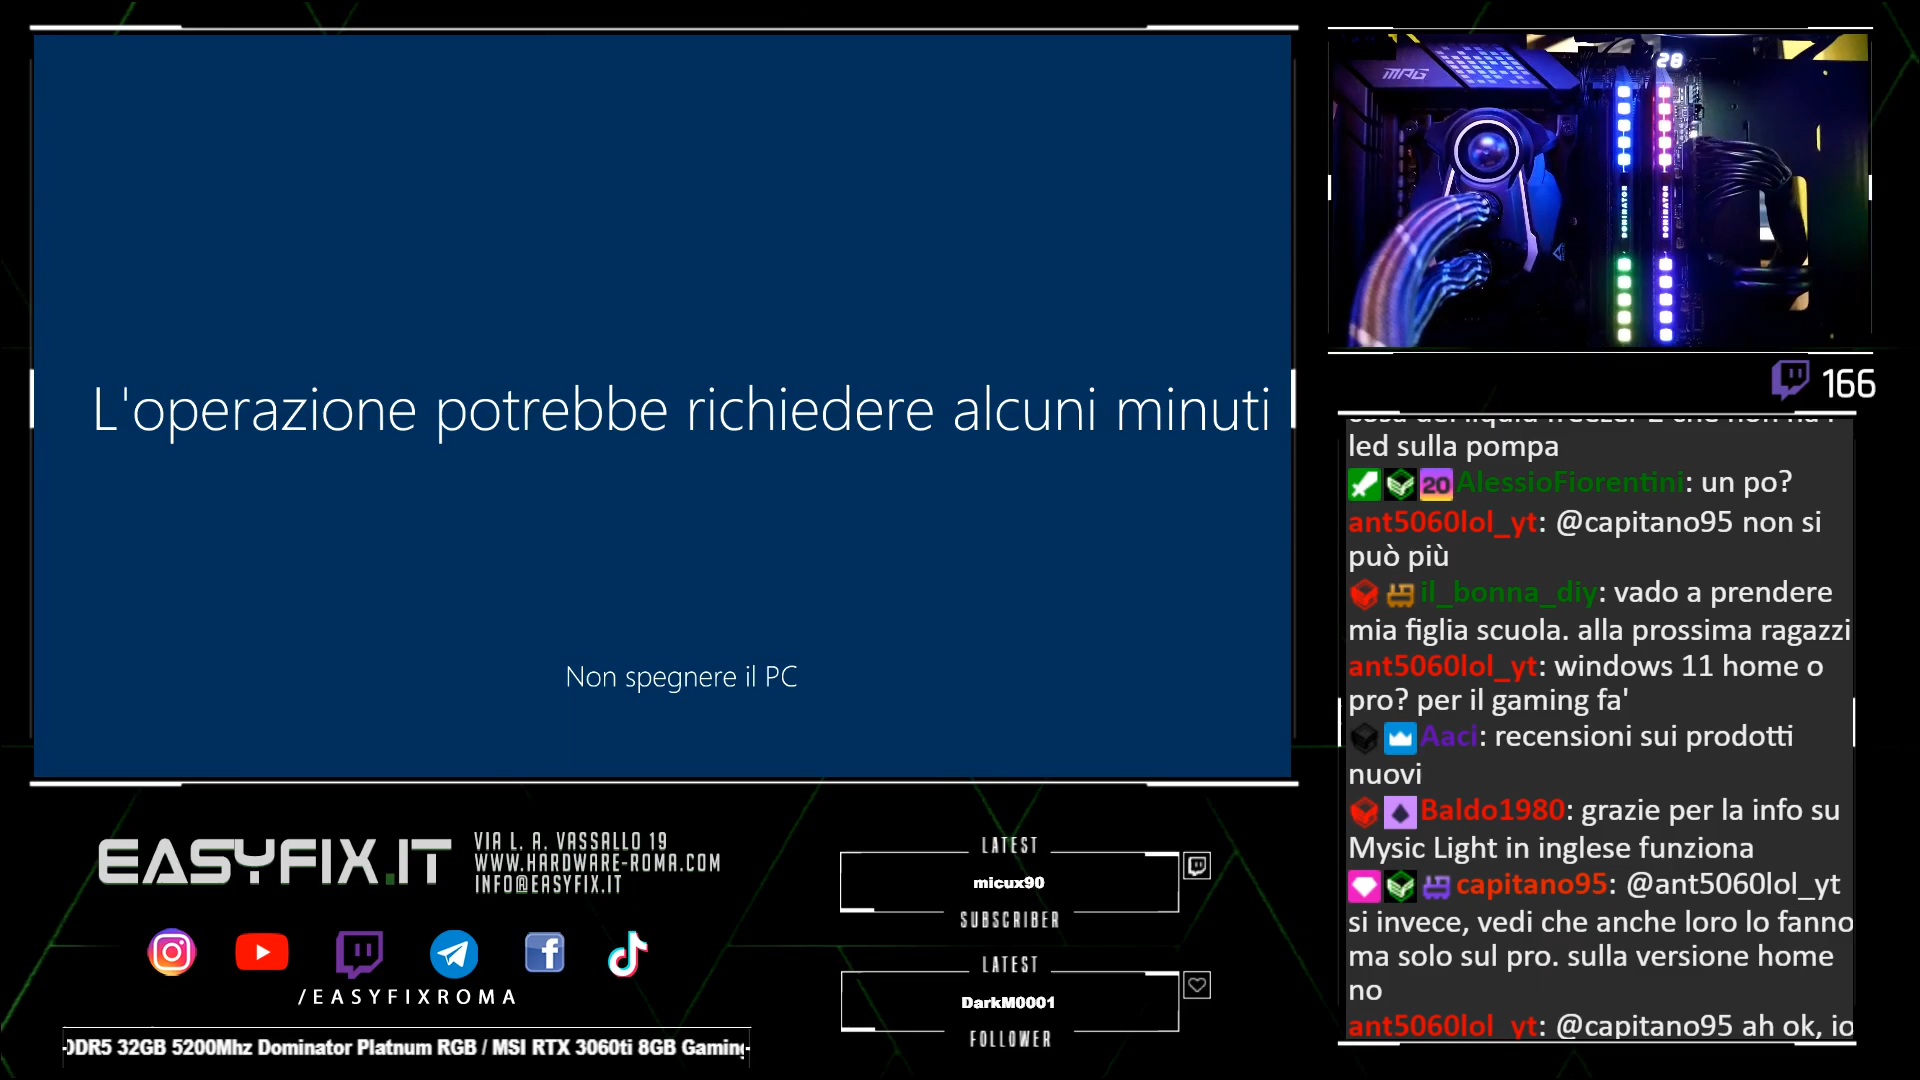 L'operazione potrebbe richiedere alcuni minuti
Non spegnere il PC
MPG
28
DOMINATOR
DOMINATOR
166
led sulla pompa
20 AlessioFiorentini: un po?
ant5060lol_yt: @capitano95 non si
può più
il_bonna_diy: vado a prendere
mia figlia scuola. alla prossima ragazzi
ant5060lol_yt: windows 11 home o
pro? per il gaming fa'
Aaci: recensioni sui prodotti
nuovi
Baldo1980: grazie per la info su
Mysic Light in inglese funziona
capitano95: @ant5060lol_yt
si invece, vedi che anche loro lo fanno
ma solo sul pro. sulla versione home
no
ant5060lol_yt: @capitano95 ah ok, io
EASYFIX.IT
VIA L. A. VASSALLO 19
WWW.HARDWARE-ROMA.COM
INFO@EASYFIX.IT
/EASYFIXROMA
-DDR5 32GB 5200Mhz Dominator Platnum RGB / MSI RTX 3060ti 8GB Gaming-
LATEST
micux90
SUBSCRIBER
LATEST
DarkM0001
FOLLOWER